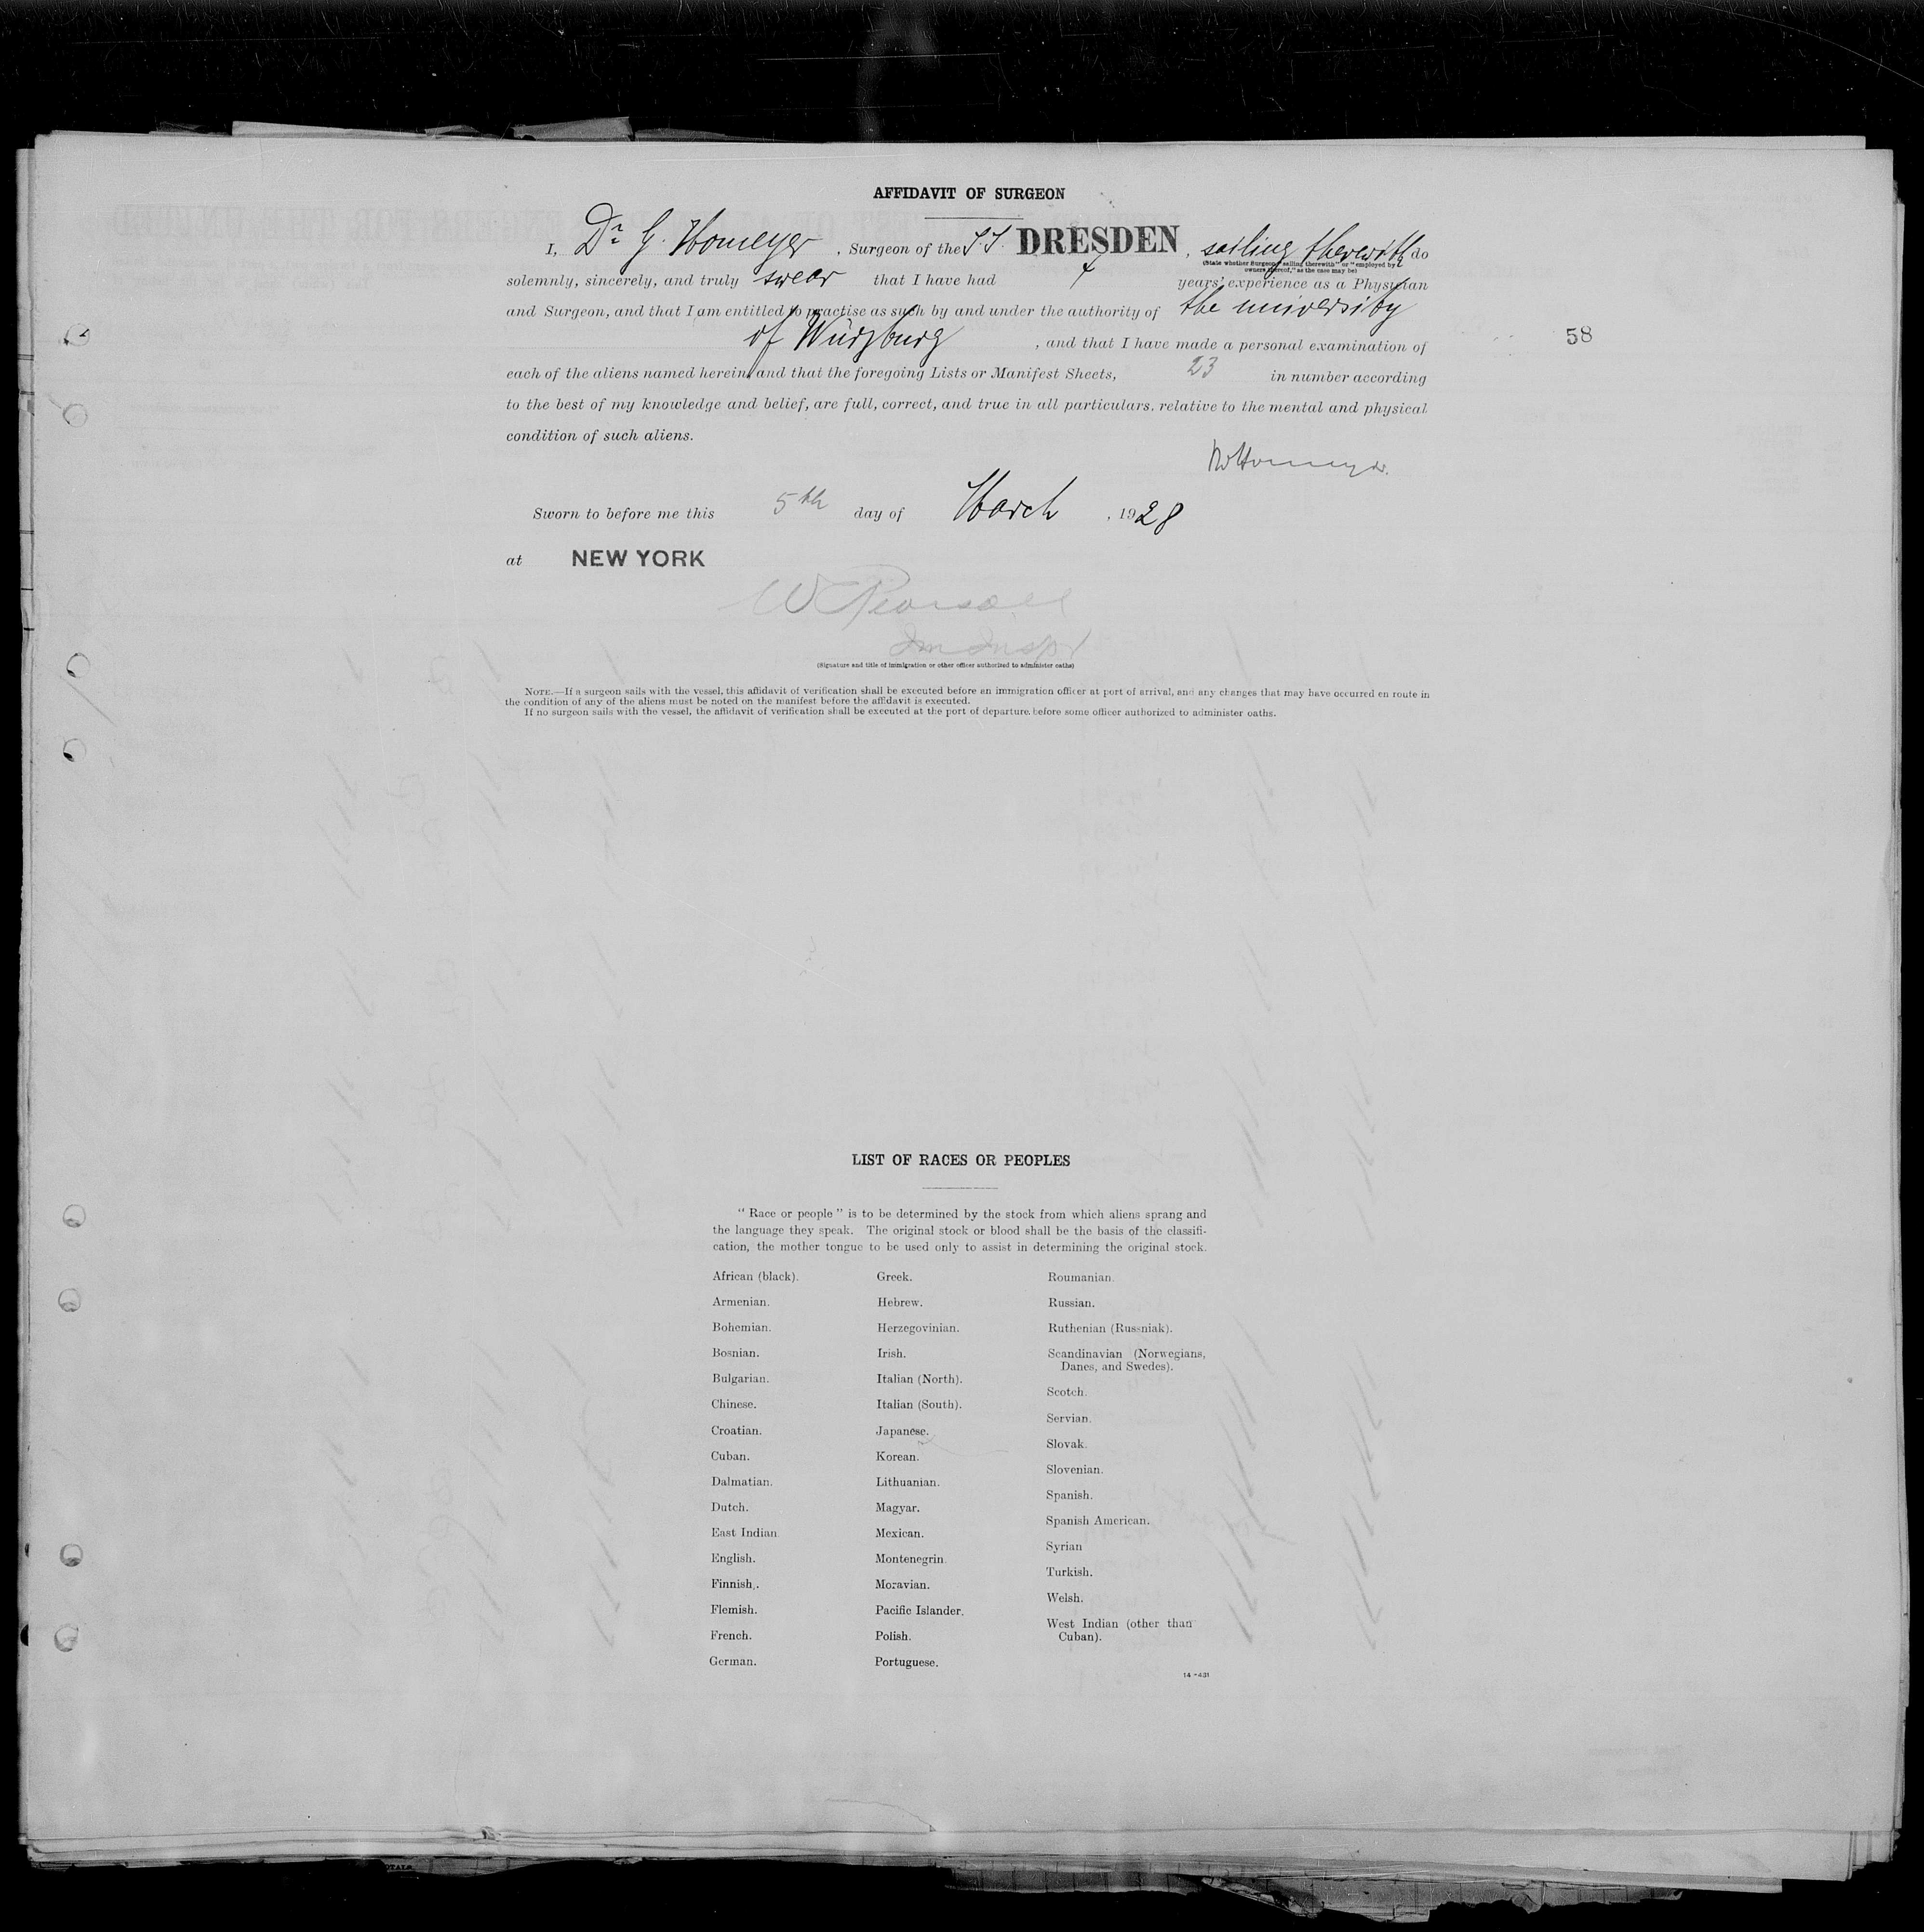 AFFIDAVIT OF SURGEON
I, Dr G. Homeyer, Surgeon of the S.S. DRESDEN, sailing therewith do
(State whether Surgeon "sailing therewith" or "employed by owners thereof," as the case may be)
solemnly, sincerely, and truly swear that I have had 7 years' experience as a Physician
and Surgeon, and that I am entitled to practise as such by and under the authority of the university
of Würzburg, and that I have made a personal examination of
58
each of the aliens named herein, and that the foregoing Lists or Manifest Sheets, 23 in number according
to the best of my knowledge and belief, are full, correct, and true in all particulars, relative to the mental and physical
condition of such aliens.
Homeyer.
Sworn to before me this 5th day of March, 1928
at NEW YORK
W Pearsall
Im Inspr
(Signature and title of immigration or other officer authorized to administer oaths)
NOTE.—If a surgeon sails with the vessel, this affidavit of verification shall be executed before an immigration officer at port of arrival, and any changes that may have occurred en route in
the condition of any of the aliens must be noted on the manifest before the affidavit is executed.
If no surgeon sails with the vessel, the affidavit of verification shall be executed at the port of departure. before some officer authorized to administer oaths.
LIST OF RACES OR PEOPLES
"Race or people" is to be determined by the stock from which aliens sprang and
the language they speak. The original stock or blood shall be the basis of the classifi-
cation, the mother tongue to be used only to assist in determining the original stock.
African (black).
Armenian.
Bohemian.
Bosnian.
Bulgarian.
Chinese.
Croatian.
Cuban.
Dalmatian.
Dutch.
East Indian
English.
Finnish.
Flemish.
French.
German.
Greek.
Hebrew.
Herzegovinian.
Irish.
Italian (North).
Italian (South).
Japanese.
Korean.
Lithuanian.
Magyar.
Mexican.
Montenegrin
Moravian.
Pacific Islander.
Polish.
Portuguese.
Roumanian.
Russian.
Ruthenian (Russniak).
Scandinavian (Norwegians,
Danes, and Swedes).
Scotch.
Servian.
Slovak.
Slovenian.
Spanish.
Spanish American.
Syrian
Turkish.
Welsh.
West Indian (other than
Cuban).
14-431